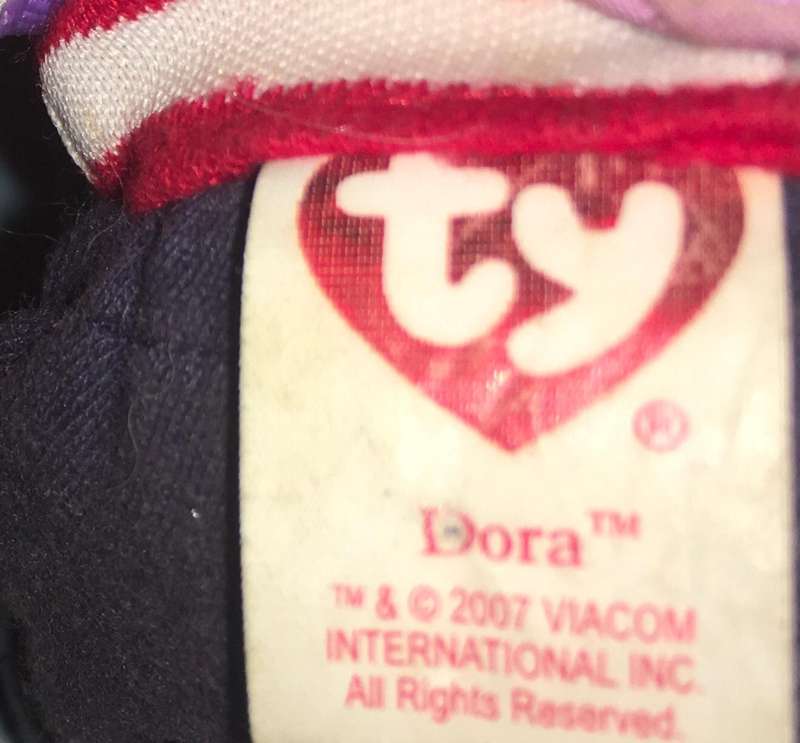 ty
®
Dora™
™ & © 2007 VIACOM
INTERNATIONAL INC.
All Rights Reserved.